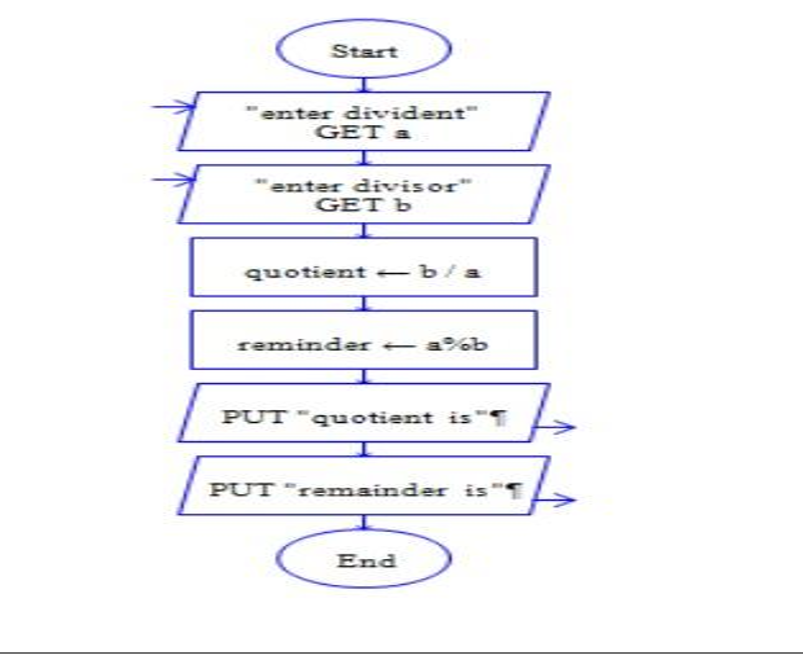 Start
"enter divident"
GET a
"enter divisor"
GET b
quotient ← b / a
reminder ← a%b
PUT "quotient is"¶
PUT "remainder is"¶
End